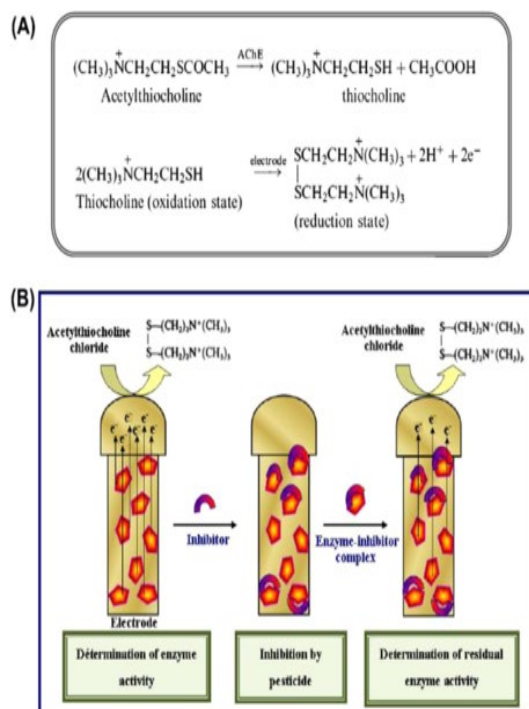 (A)
(CH₃)₃N⁺CH₂CH₂SCOCH₃ AChE→ (CH₃)₃N⁺CH₂CH₂SH + CH₃COOH
Acetylthiocholine thiocholine
2(CH₃)₃N⁺CH₂CH₂SH electrode→ SCH₂CH₂N⁺(CH₃)₃ + 2H⁺ + 2e⁻
|
SCH₂CH₂N⁺(CH₃)₃
Thiocholine (oxidation state) (reduction state)
(B)
Acetylthiocholine
chloride
S—(CH₂)₂N⁺(CH₃)₃
S—(CH₂)₂N⁺(CH₃)₃
e⁻ e⁻ e⁻ e⁻ e⁻ e⁻
Electrode
Inhibitor
Enzyme-inhibitor
complex
Acetylthiocholine
chloride
S—(CH₂)₂N⁺(CH₃)₃
S—(CH₂)₂N⁺(CH₃)₃
e⁻ e⁻ e⁻
Détermination of enzyme
activity
Inhibition by
pesticide
Determination of residual
enzyme activity